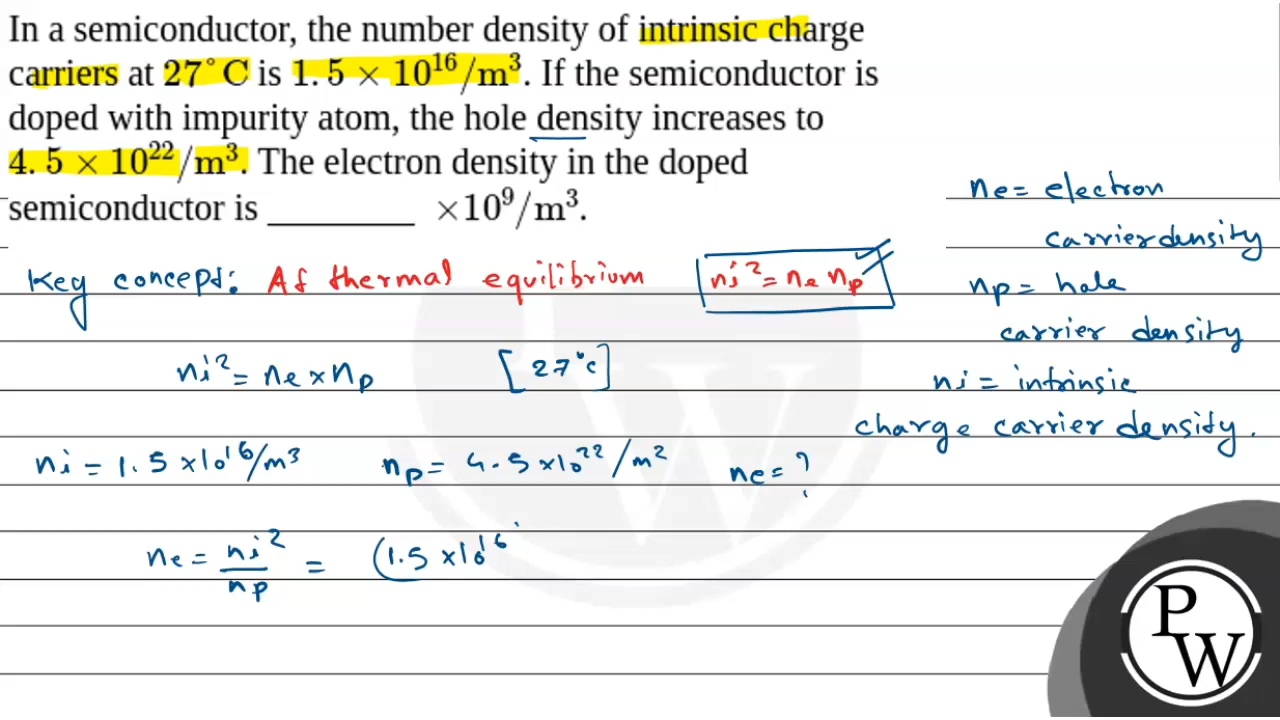 In a semiconductor, the number density of intrinsic charge
carriers at 27°C is 1.5 × 10¹⁶/m³. If the semiconductor is
doped with impurity atom, the hole density increases to
4.5 × 10²²/m³. The electron density in the doped
semiconductor is ________ ×10⁹/m³.
ne = electron
carrier density
Key concept: At thermal equilibrium ni² = ne np
np = hole
carrier density
ni² = ne × np [27°c]
ni = intrinsic
charge carrier density.
ni = 1.5 ×10¹⁶/m³ np = 4.5 ×10²²/m² ne = ?
ne = ni²/np = (1.5 ×10¹⁶
P
W